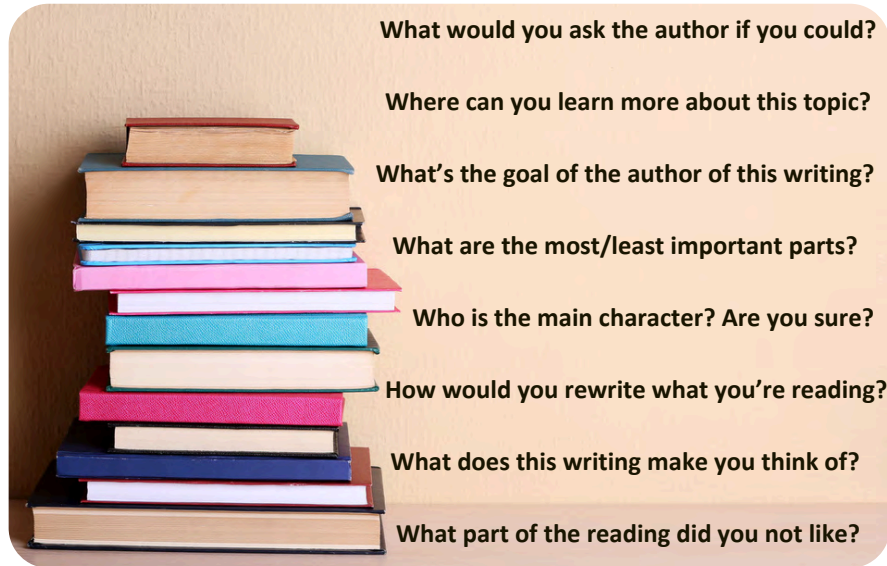 What would you ask the author if you could?
Where can you learn more about this topic?
What’s the goal of the author of this writing?
What are the most/least important parts?
Who is the main character? Are you sure?
How would you rewrite what you’re reading?
What does this writing make you think of?
What part of the reading did you not like?